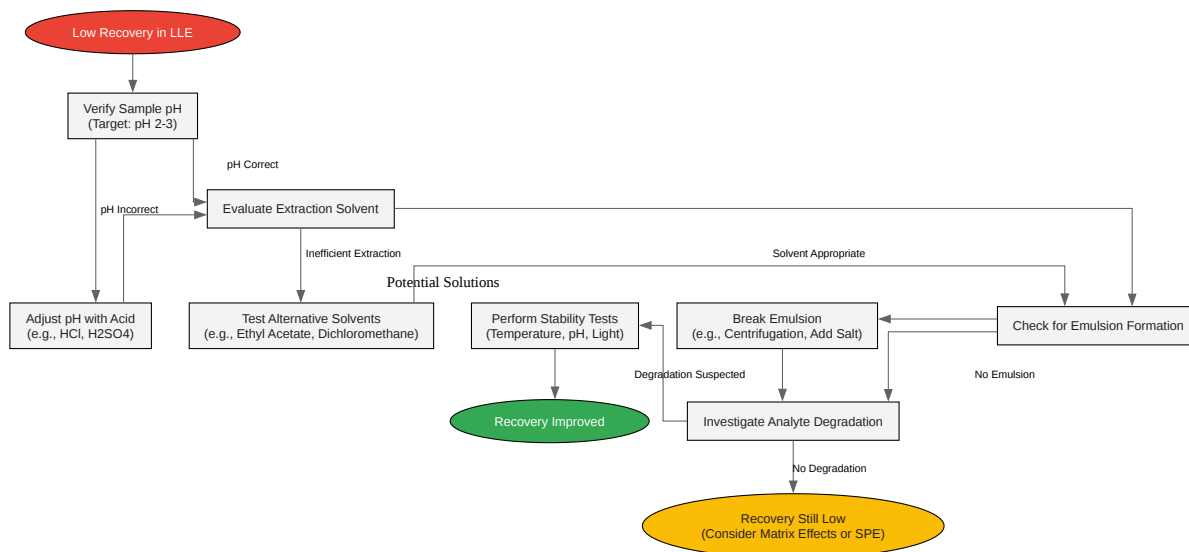 Low Recovery in LLE
Verify Sample pH
(Target: pH 2-3)
pH Correct
pH Incorrect
Evaluate Extraction Solvent
Inefficient Extraction
Solvent Appropriate
Potential Solutions
Adjust pH with Acid
(e.g., HCl, H2SO4)
Test Alternative Solvents
(e.g., Ethyl Acetate, Dichloromethane)
Perform Stability Tests
(Temperature, pH, Light)
Break Emulsion
(e.g., Centrifugation, Add Salt)
Check for Emulsion Formation
Degradation Suspected
No Emulsion
Recovery Improved
Investigate Analyte Degradation
No Degradation
Recovery Still Low
(Consider Matrix Effects or SPE)